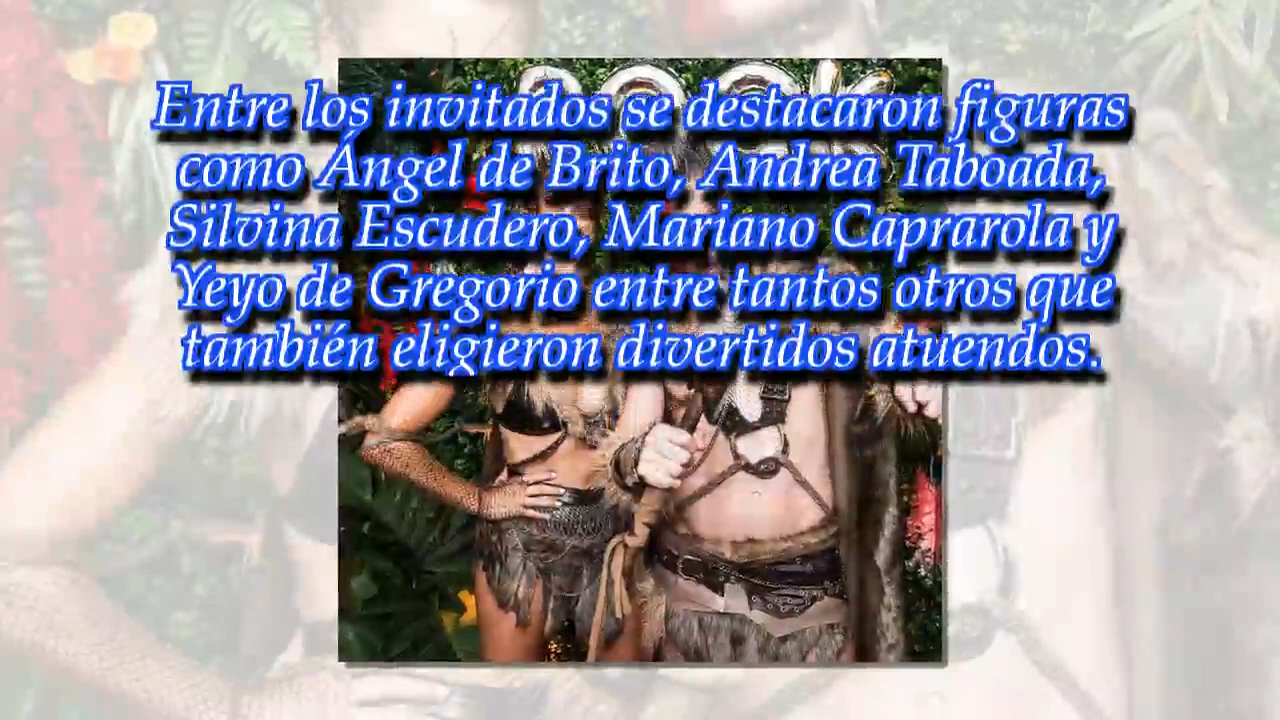 Entre los invitados se destacaron figuras
como Ángel de Brito, Andrea Taboada,
Silvina Escudero, Mariano Caprarola y
Yeyo de Gregorio entre tantos otros que
también eligieron divertidos atuendos.